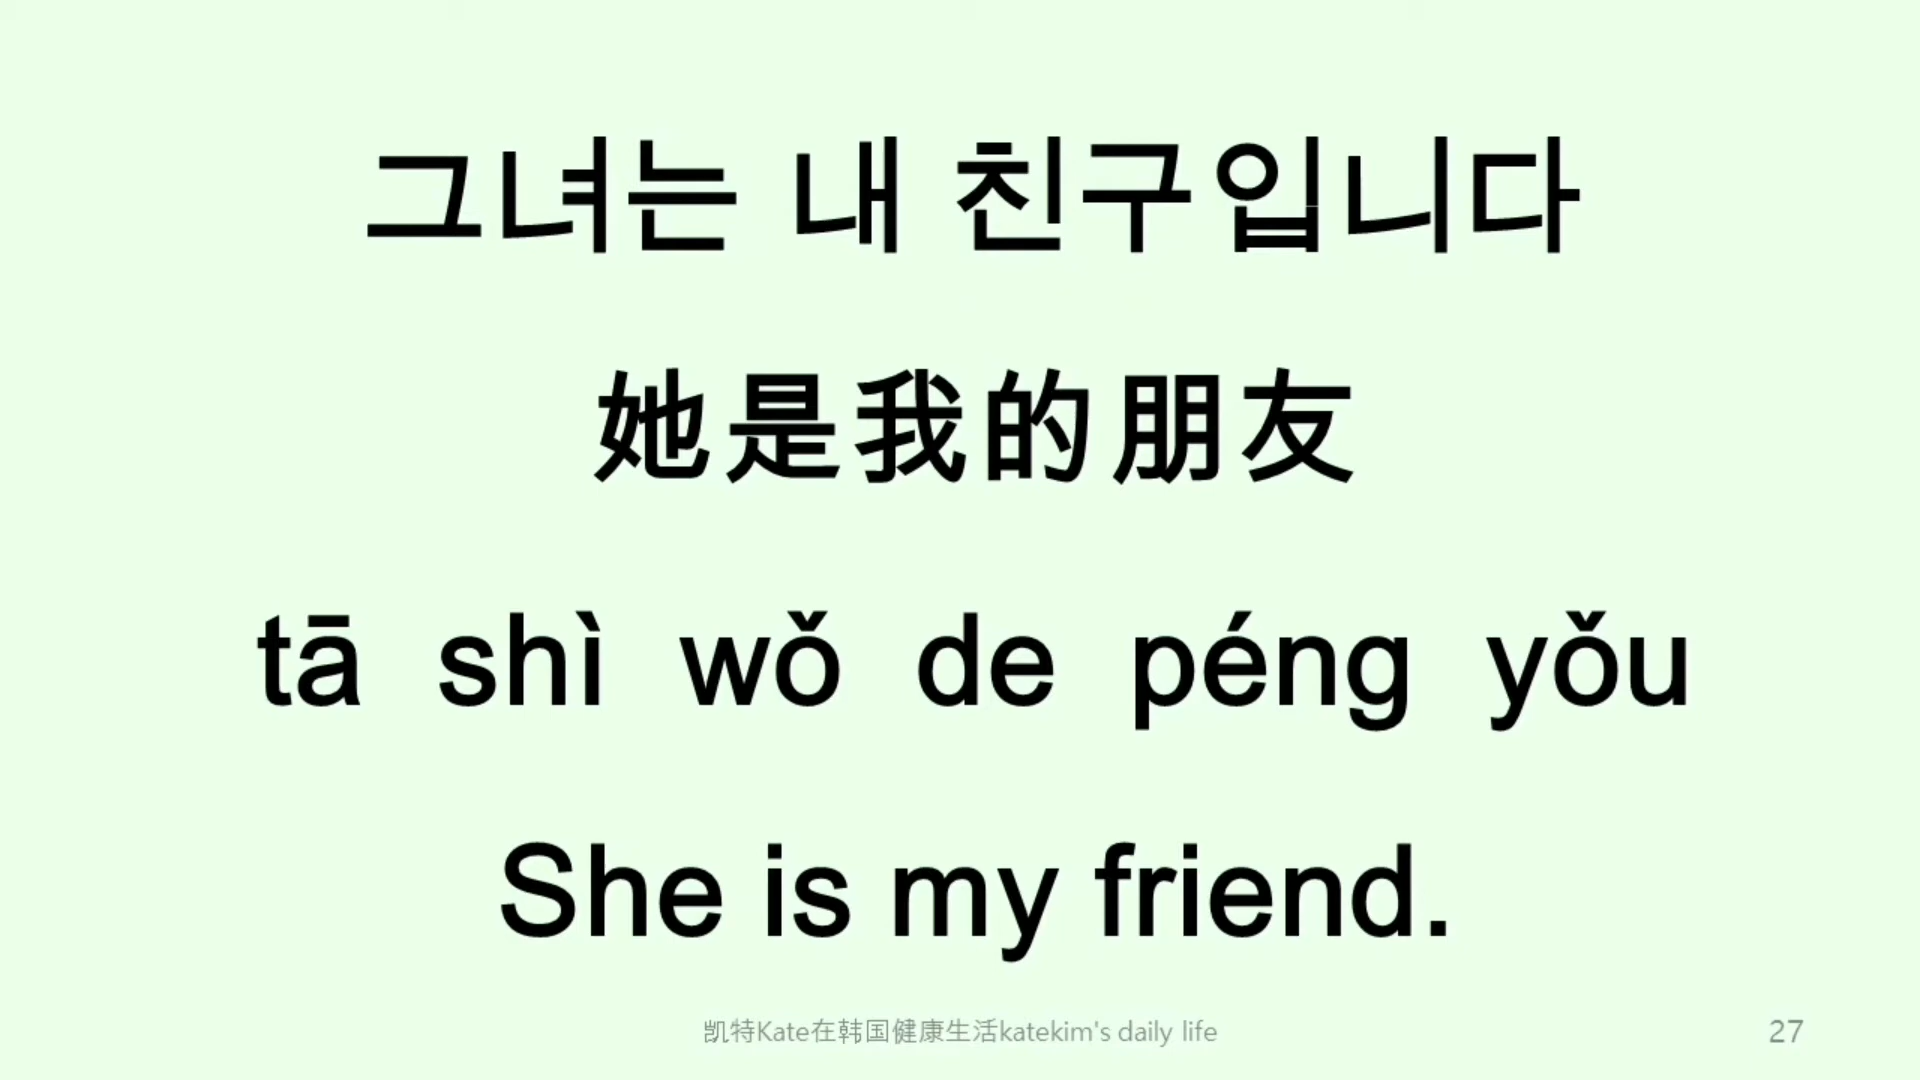 그녀는 내 친구입니다
她是我的朋友
tā shì wǒ de péng yǒu
She is my friend.
凯特Kate在韩国健康生活katekim's daily life
27